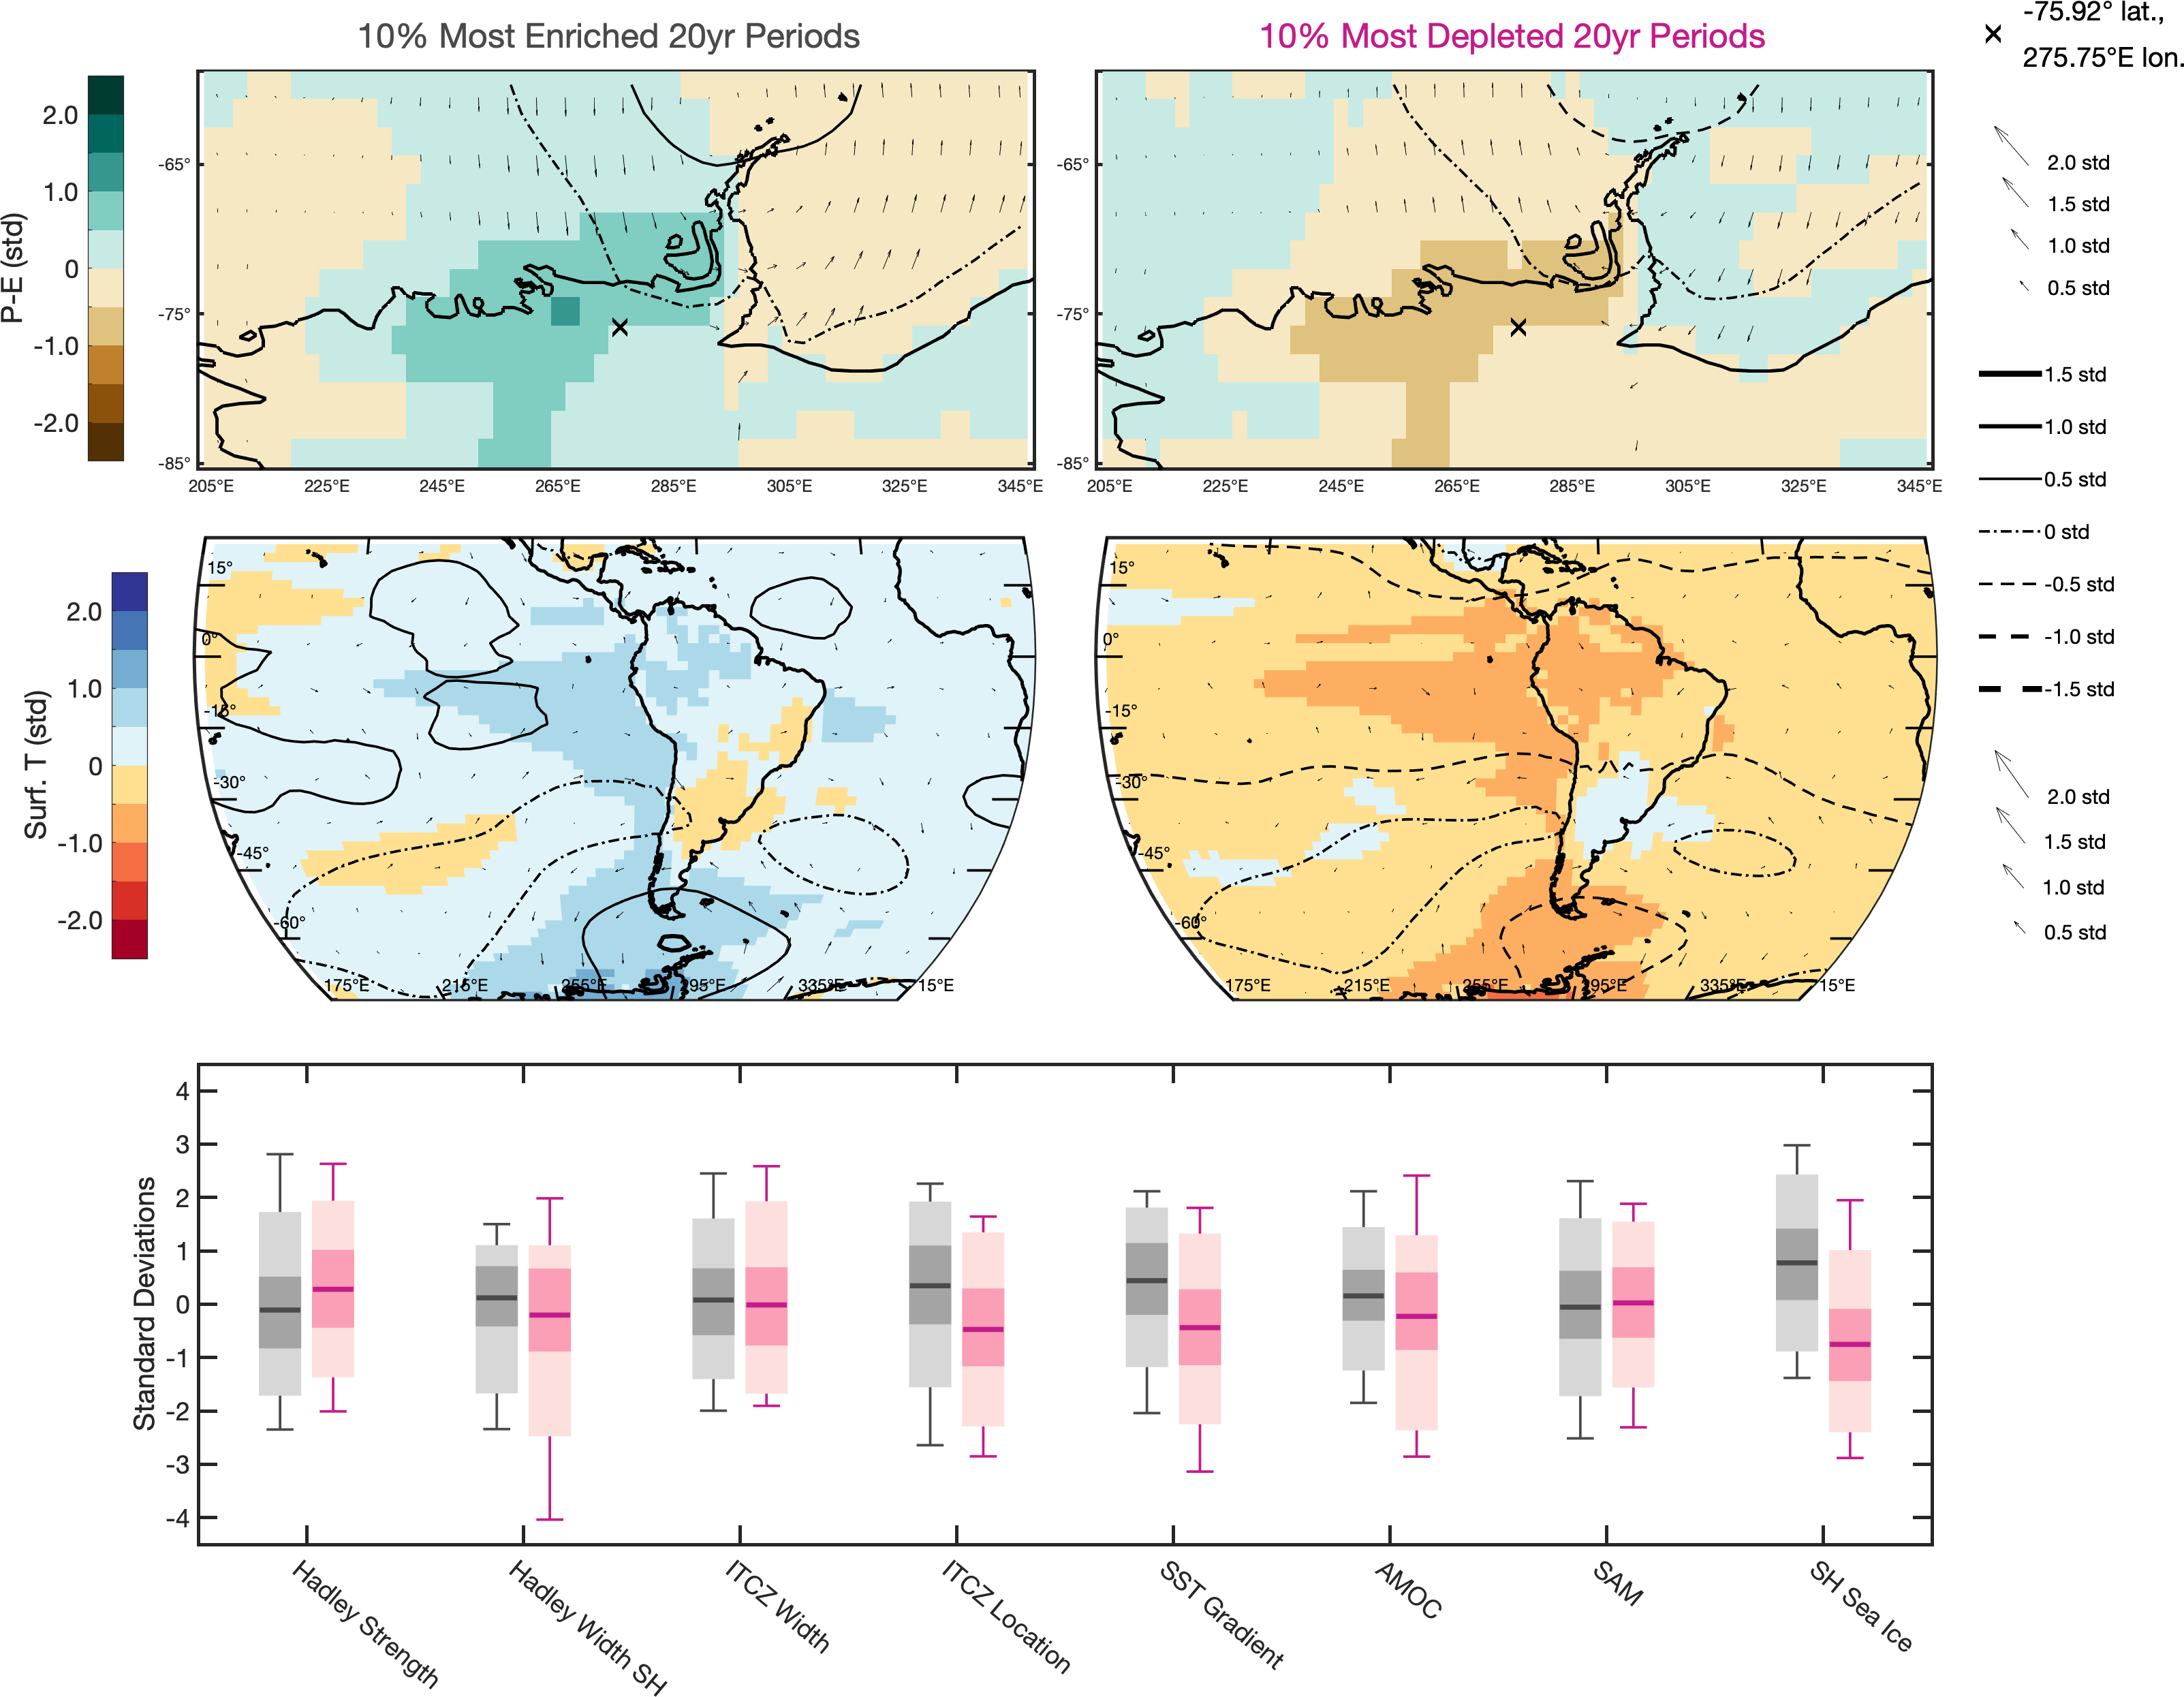 10% Most Enriched 20yr Periods
10% Most Depleted 20yr Periods
× -75.92° lat.,
275.75°E lon.
P-E (std)
2.0
1.0
0
-1.0
-2.0
-65°
-75°
-85°
205°E 225°E 245°E 265°E 285°E 305°E 325°E 345°E
-65°
-75°
-85°
205°E 225°E 245°E 265°E 285°E 305°E 325°E 345°E
2.0 std
1.5 std
1.0 std
0.5 std
1.5 std
1.0 std
0.5 std
0 std
-0.5 std
-1.0 std
-1.5 std
2.0 std
1.5 std
1.0 std
0.5 std
Surf. T (std)
2.0
1.0
0
-1.0
-2.0
15°
0°
-15°
-30°
-45°
-60°
175°E 215°E 255°E 295°E 335°E 15°E
15°
0°
-15°
-30°
-45°
-60°
175°E 215°E 255°E 295°E 335°E 15°E
Standard Deviations
4
3
2
1
0
-1
-2
-3
-4
Hadley Strength
Hadley Width SH
ITCZ Width
ITCZ Location
SST Gradient
AMOC
SAM
SH Sea Ice